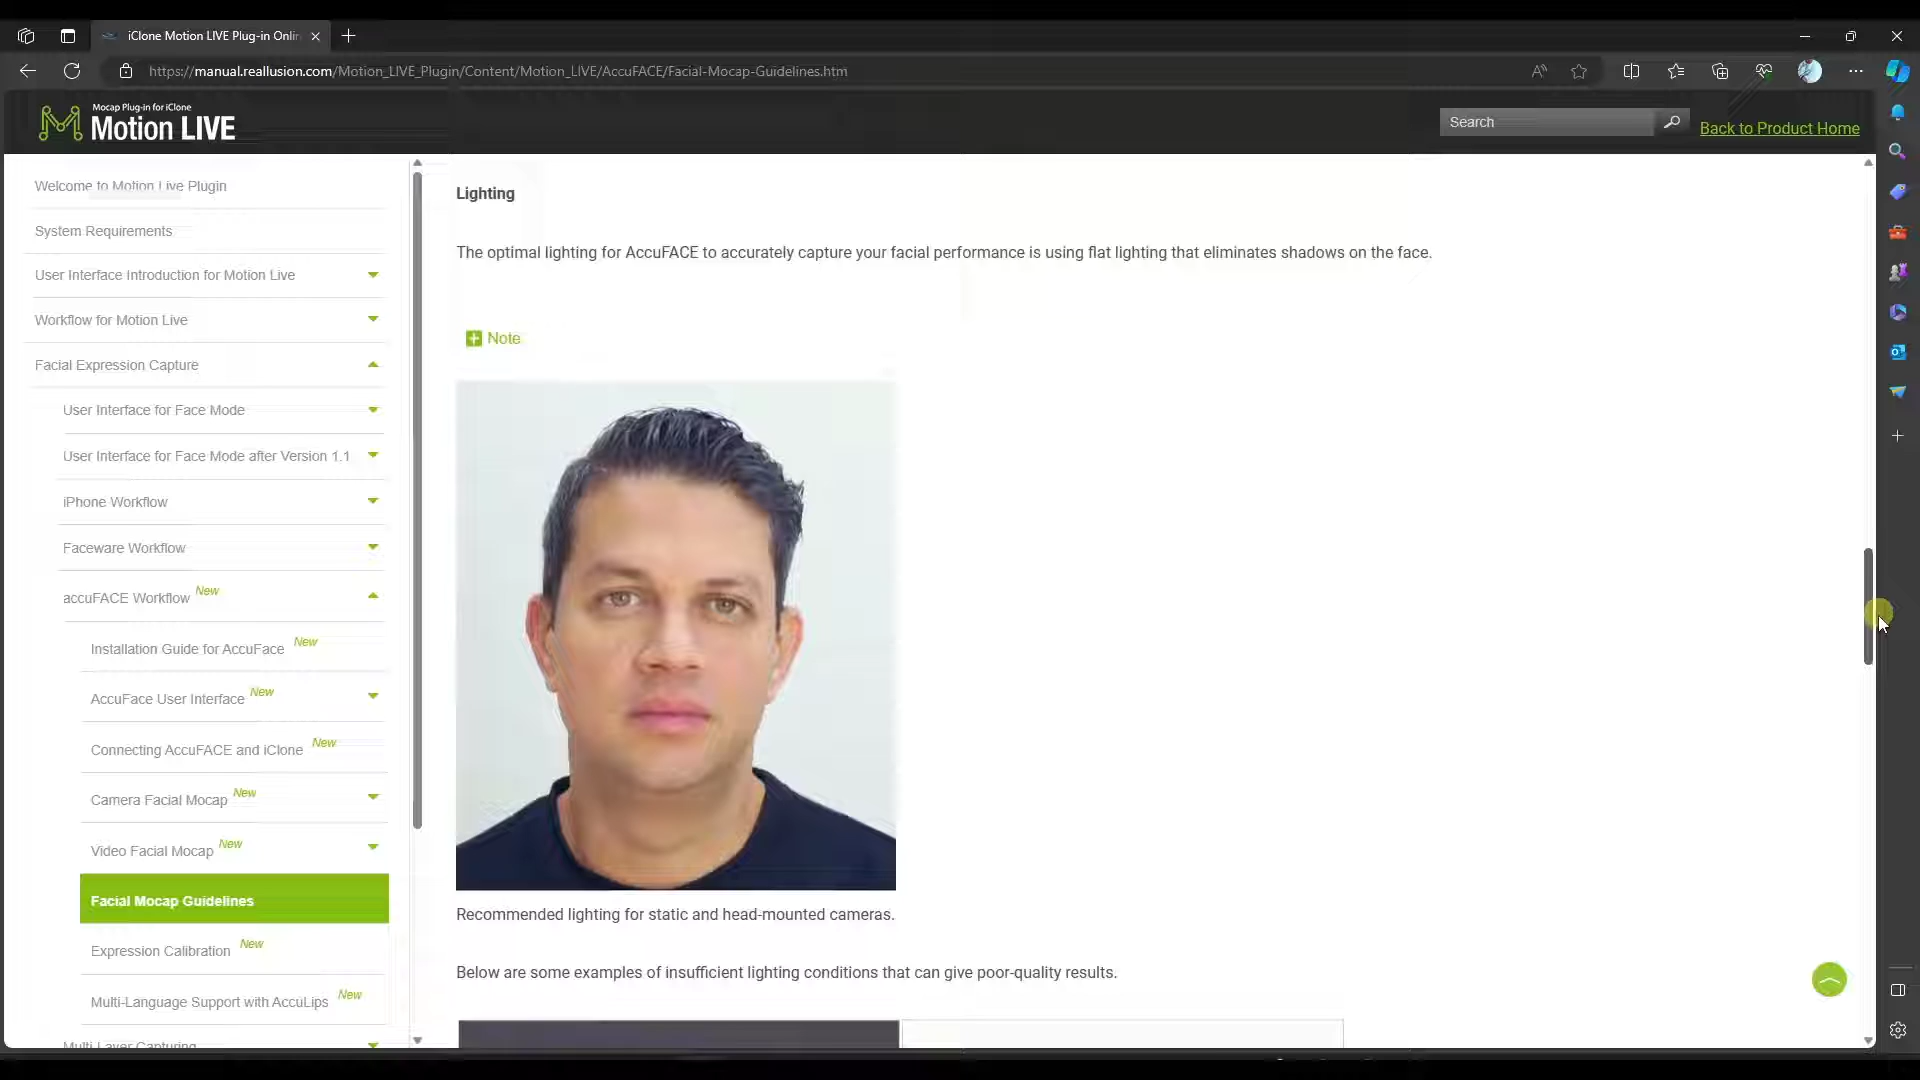 iClone Motion LIVE Plug-in Onlin
https://manual.reallusion.com/Motion_LIVE_Plugin/Content/Motion_LIVE/AccuFACE/Facial-Mocap-Guidelines.htm
Mocap Plug-in for iClone
Motion LIVE
Search
Back to Product Home
Welcome to Motion Live Plugin
System Requirements
User Interface Introduction for Motion Live
Workflow for Motion Live
Facial Expression Capture
User Interface for Face Mode
User Interface for Face Mode after Version 1.1
iPhone Workflow
Faceware Workflow
accuFACE Workflow New
Installation Guide for AccuFace New
AccuFace User Interface New
Connecting AccuFACE and iClone New
Camera Facial Mocap New
Video Facial Mocap New
Facial Mocap Guidelines
Expression Calibration New
Multi-Language Support with AccuLips New
Multi-Layer Capturing
Lighting
The optimal lighting for AccuFACE to accurately capture your facial performance is using flat lighting that eliminates shadows on the face.
Note
Recommended lighting for static and head-mounted cameras.
Below are some examples of insufficient lighting conditions that can give poor-quality results.